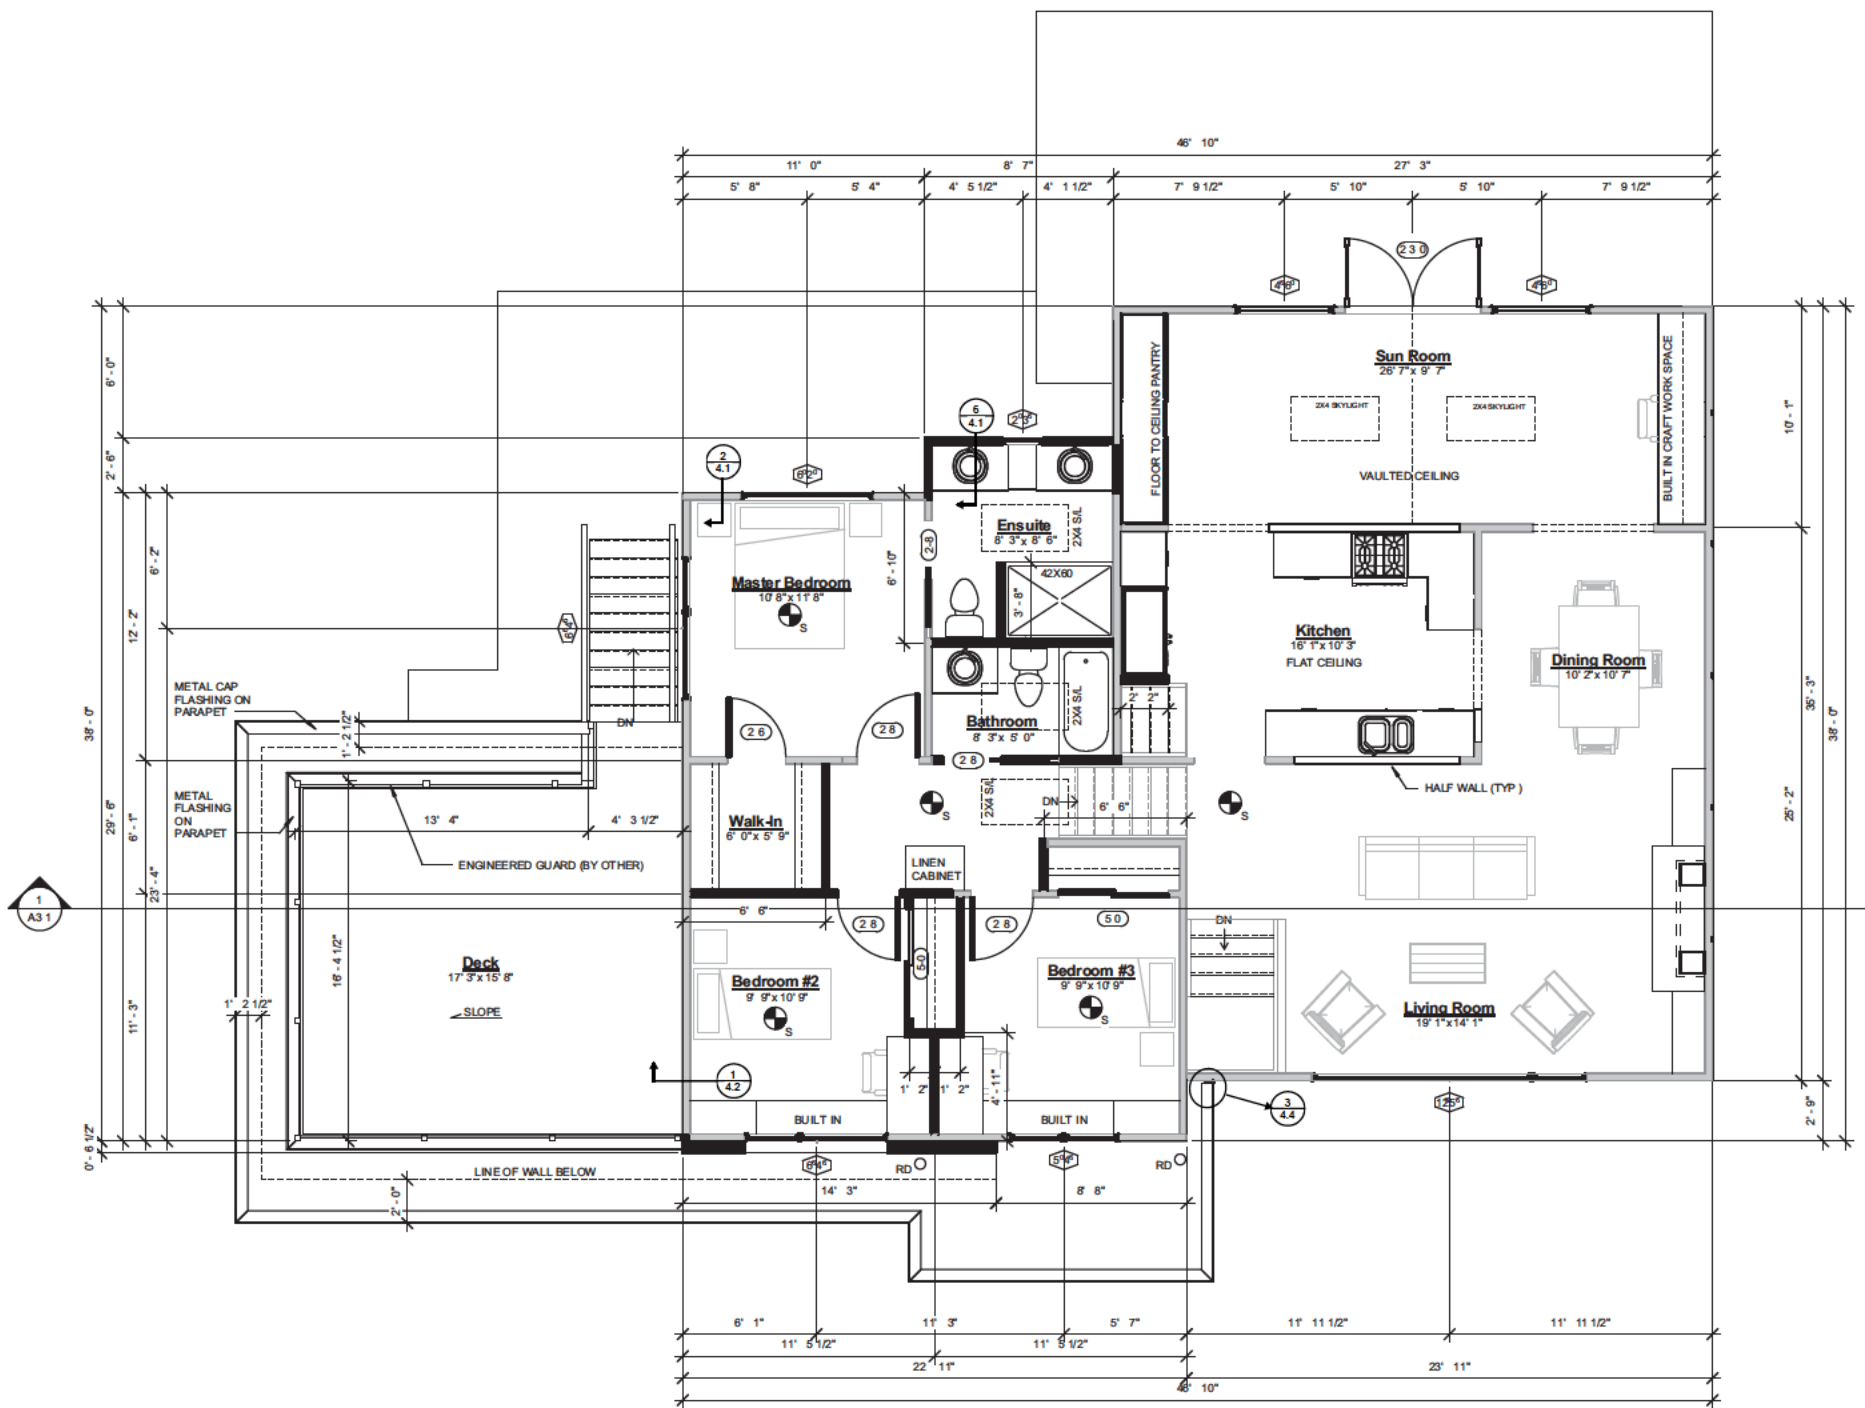 46' 10"
11' 0"
8' 7"
27' 3"
5' 8"
5' 4"
4' 5 1/2"
4' 1 1/2"
7' 9 1/2"
5' 10"
5' 10"
7' 9 1/2"
2 3 0
Sun Room
26' 7" x 9' 7"
2X4 SKYLIGHT
2X4 SKYLIGHT
VAULTED CEILING
FLOOR TO CEILING PANTRY
BUILT IN CRAFT WORK SPACE
6
4.1
2
4.1
Ensuite
8' 3" x 8' 6"
2X4 S/L
42X60
3' - 8"
2-8
6' - 10"
Master Bedroom
10' 8" x 11' 8"
S
Kitchen
16' 1" x 10' 3"
FLAT CEILING
Dining Room
10' 2" x 10' 7"
Bathroom
8' 3" x 5' 0"
2X4 S/L
2' 2"
2 6
2 8
2 8
METAL CAP
FLASHING ON
PARAPET
1' - 2 1/2"
DN
METAL
FLASHING
ON
PARAPET
13' 4"
4' 3 1/2"
ENGINEERED GUARD (BY OTHER)
Walk-In
6' 0" x 5' 9"
S
2X4 S/L
DN
6' 6"
S
HALF WALL (TYP )
LINEN
CABINET
1
A3 1
6' 6"
2 8
5-0
2 8
5 0
DN
Deck
17' 3" x 15' 8"
SLOPE
16' - 4 1/2"
1' 2 1/2"
Bedroom #2
9' 9" x 10' 9"
S
Bedroom #3
9' 9" x 10' 9"
S
Living Room
19' 1" x 14' 1"
1
4.2
1' 2"
1' 2"
4' - 11"
3
4.4
BUILT IN
BUILT IN
LINE OF WALL BELOW
RD
RD
2' - 0"
14' 3"
8' 8"
6' 1"
11' 3"
5' 7"
11' 11 1/2"
11' 11 1/2"
11' 5 1/2"
11' 5 1/2"
22' 11"
23' 11"
46' 10"
38' - 0"
6' - 0"
2' - 6"
29' - 6"
0' - 6 1/2"
12' - 2"
6' - 1"
11' - 3"
6' - 2"
23' - 4"
10' - 1"
25' - 2"
35' - 3"
2' - 9"
38' - 0"